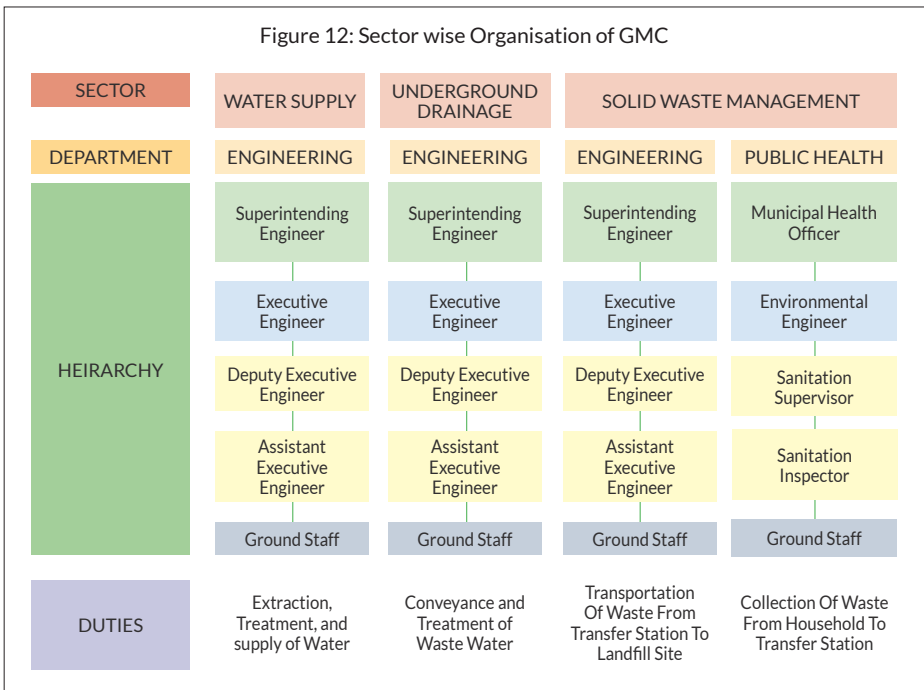 Figure 12: Sector wise Organisation of GMC
SECTOR
WATER SUPPLY
UNDERGROUND
DRAINAGE
SOLID WASTE MANAGEMENT
DEPARTMENT
ENGINEERING
ENGINEERING
ENGINEERING
PUBLIC HEALTH
HEIRARCHY
Superintending
Engineer
Superintending
Engineer
Superintending
Engineer
Municipal Health
Officer
Executive
Engineer
Executive
Engineer
Executive
Engineer
Environmental
Engineer
Deputy Executive
Engineer
Deputy Executive
Engineer
Deputy Executive
Engineer
Sanitation
Supervisor
Assistant
Executive
Engineer
Assistant
Executive
Engineer
Assistant
Executive
Engineer
Sanitation
Inspector
Ground Staff
Ground Staff
Ground Staff
Ground Staff
DUTIES
Extraction,
Treatment, and
supply of Water
Conveyance and
Treatment of
Waste Water
Transportation
Of Waste From
Transfer Station To
Landfill Site
Collection Of Waste
From Household To
Transfer Station